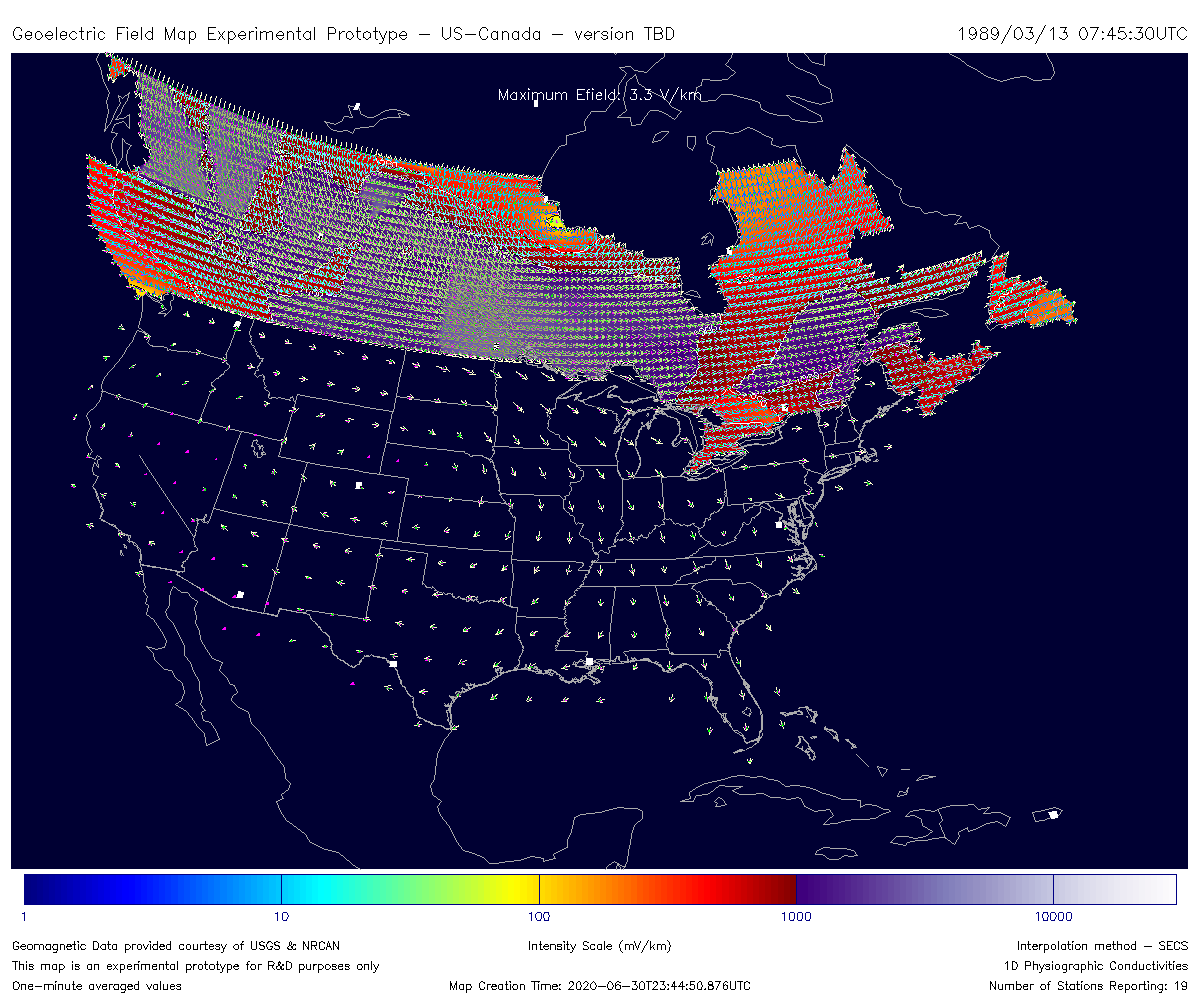 Geoelectric Field Map Experimental Prototype - US-Canada - version TBD
1989/03/13 07:45:30UTC
Maximum Efield: 3.3 V/km
1 10 100 1000 10000
Geomagnetic Data provided courtesy of USGS & NRCAN
Intensity Scale (mV/km)
Interpolation method - SECS
This map is an experimental prototype for R&D purposes only
1D Physiographic Conductivities
One-minute averaged values
Map Creation Time: 2020-06-30T23:44:50.876UTC
Number of Stations Reporting: 19